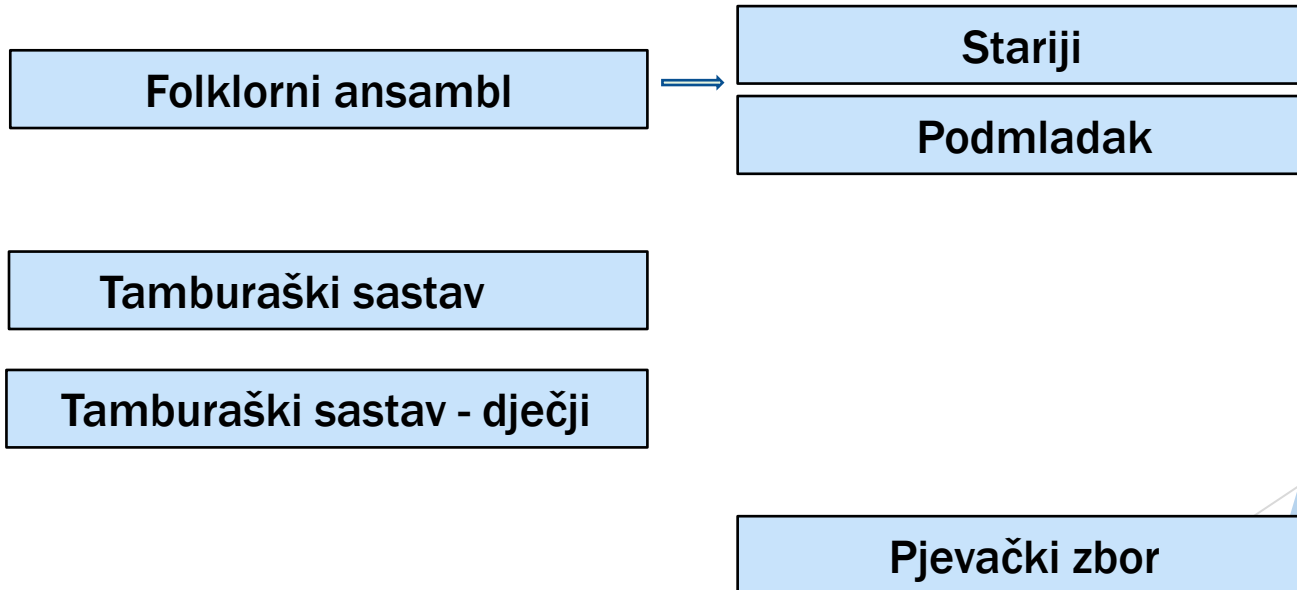 Folklorni ansambl
Stariji
Podmladak
Tamburaški sastav
Tamburaški sastav - dječji
Pjevački zbor